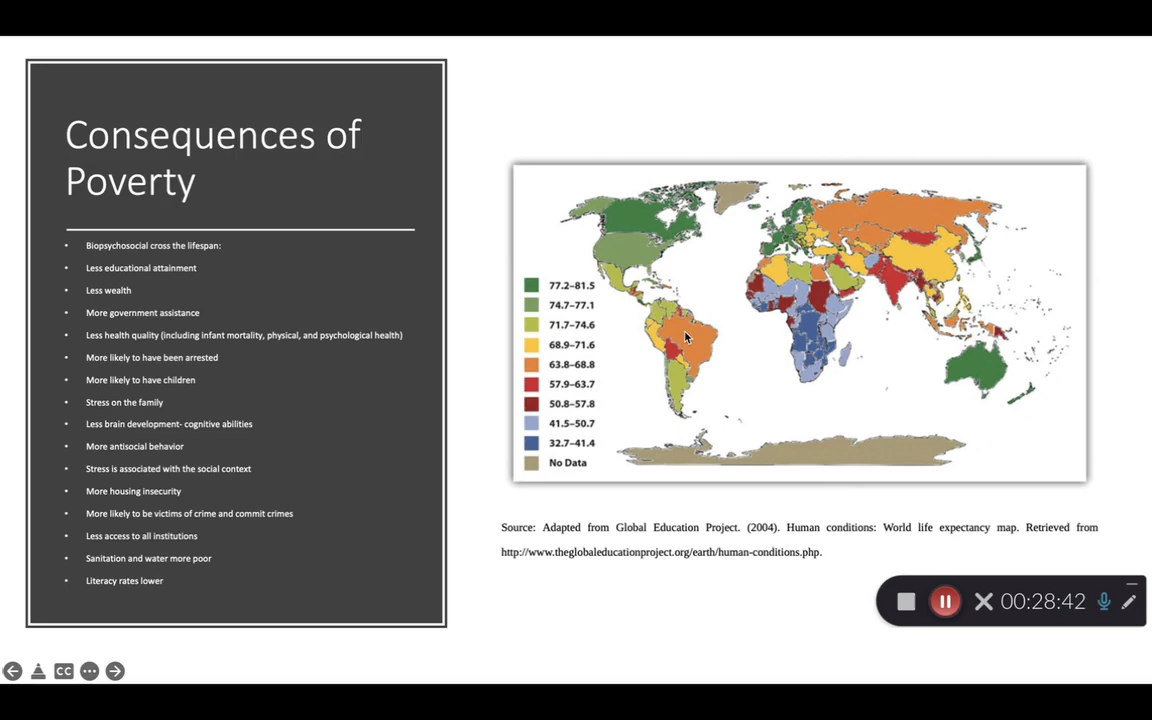 Consequences of
Poverty
• Biopsychosocial cross the lifespan:
• Less educational attainment
• Less wealth
• More government assistance
• Less health quality (including infant mortality, physical, and psychological health)
• More likely to have been arrested
• More likely to have children
• Stress on the family
• Less brain development- cognitive abilities
• More antisocial behavior
• Stress is associated with the social context
• More housing insecurity
• More likely to be victims of crime and commit crimes
• Less access to all institutions
• Sanitation and water more poor
• Literacy rates lower
77.2–81.5
74.7–77.1
71.7–74.6
68.9–71.6
63.8–68.8
57.9–63.7
50.8–57.8
41.5–50.7
32.7–41.4
No Data
Source: Adapted from Global Education Project. (2004). Human conditions: World life expectancy map. Retrieved from
http://www.theglobaleducationproject.org/earth/human-conditions.php.
00:28:42
CC